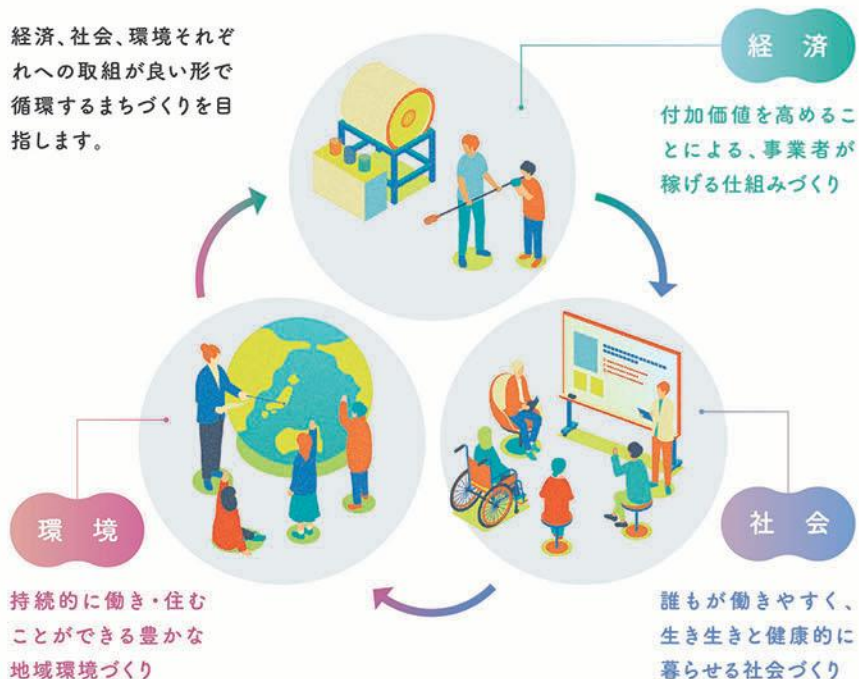 経済、社会、環境それぞ
れへの取組が良い形で
循環するまちづくりを目
指します。
経済
付加価値を高めるこ
とによる、事業者が
稼げる仕組みづくり
環境
持続的に働き・住む
ことができる豊かな
地域環境づくり
社会
誰もが働きやすく、
生き生きと健康的に
暮らせる社会づくり